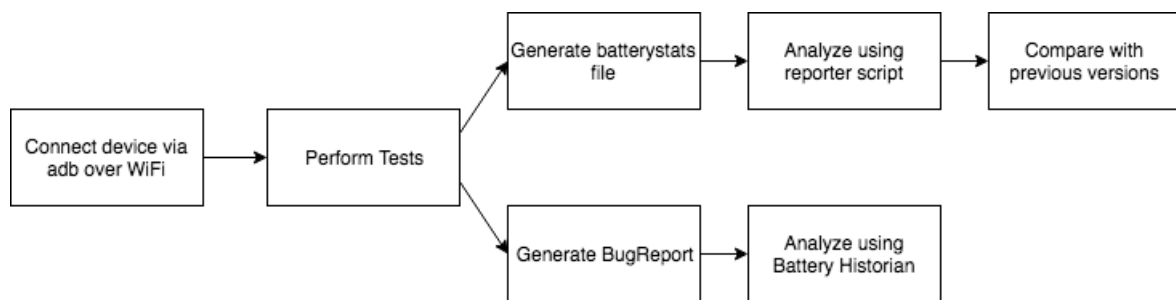 Connect device via
adb over WiFi
Perform Tests
Generate batterystats
file
Analyze using
reporter script
Compare with
previous versions
Generate BugReport
Analyze using
Battery Historian